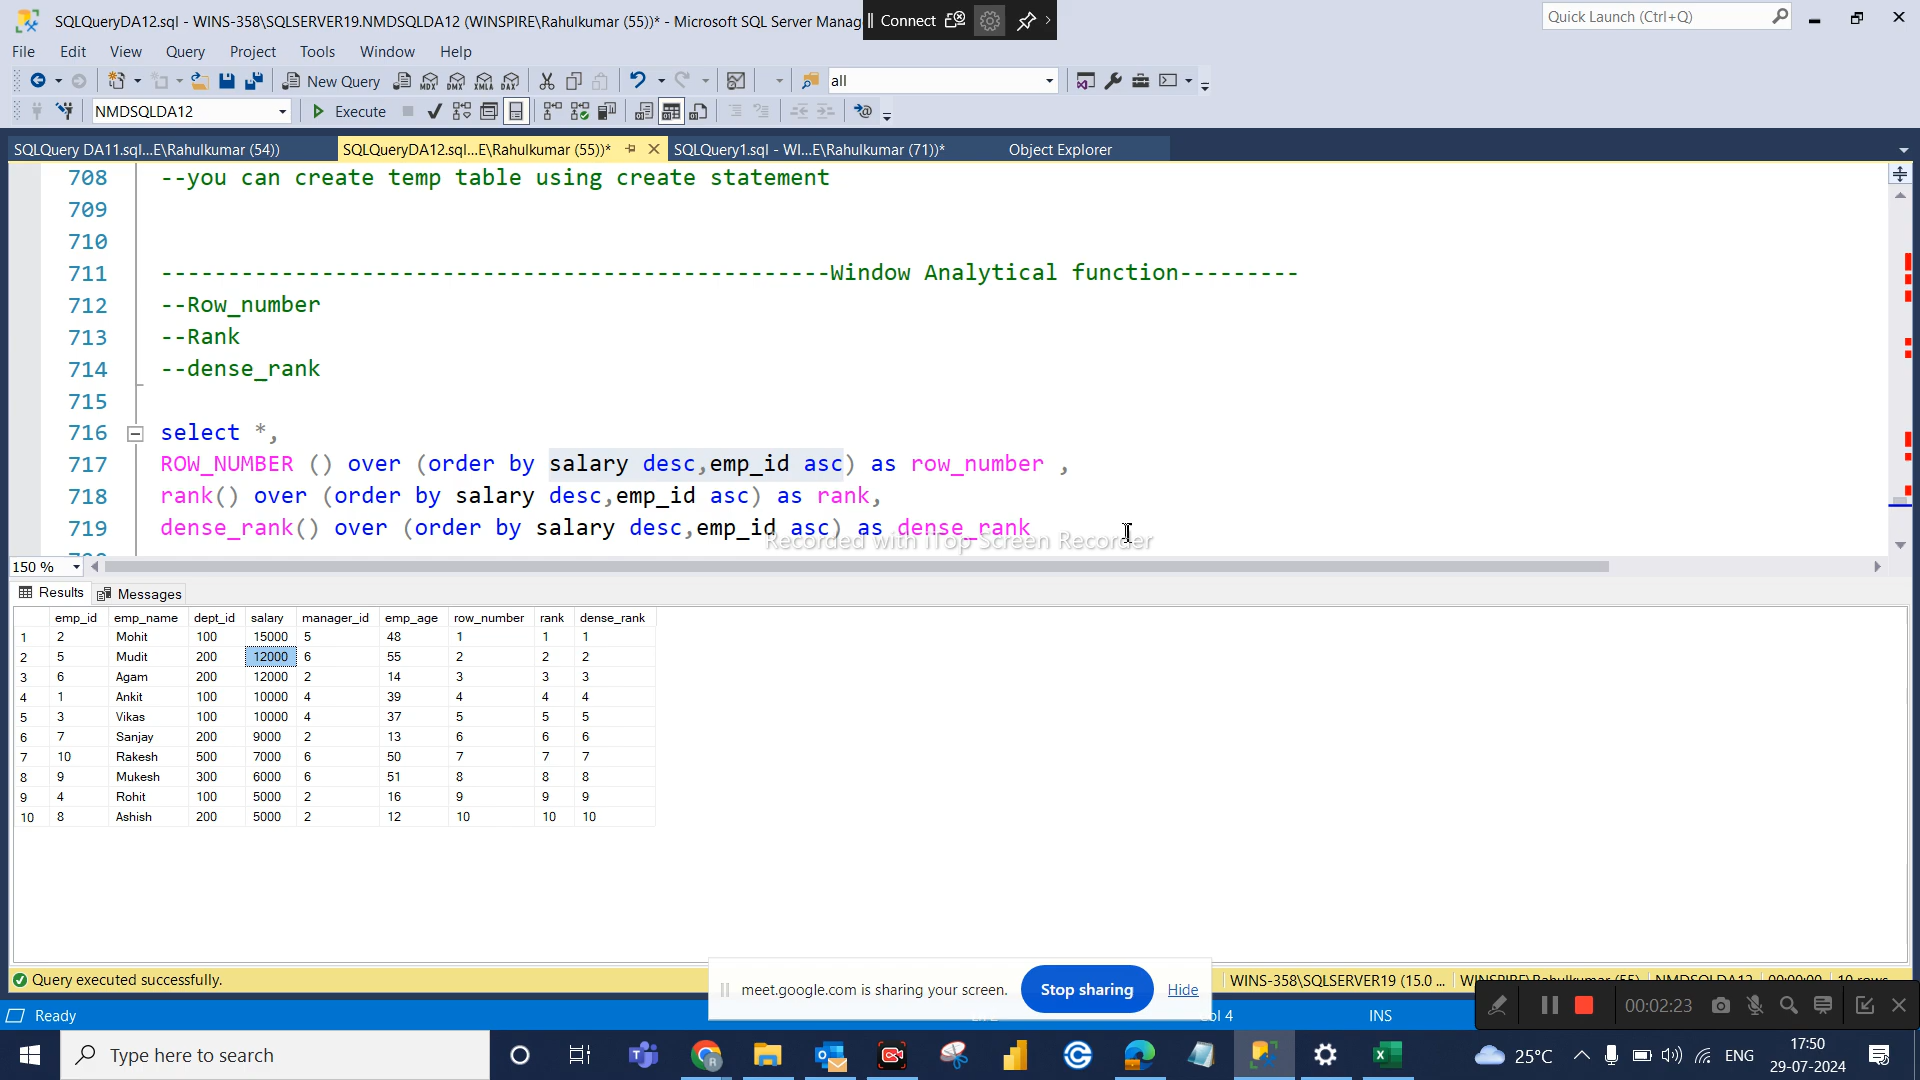 SQLQueryDA12.sql - WINS-358\SQLSERVER19.NMDSQLDA12 (WINSPIRE\Rahulkumar (55))* - Microsoft SQL Server Manag
Connect
Quick Launch (Ctrl+Q)
File Edit View Query Project Tools Window Help
New Query MDX DMX XMLA DAX all
NMDSQLDA12 Execute
SQLQuery DA11.sql...E\Rahulkumar (54)) SQLQueryDA12.sql...E\Rahulkumar (55))* SQLQuery1.sql - WI...E\Rahulkumar (71))* Object Explorer
708 --you can create temp table using create statement
709
710
711 --------------------------------------------------Window Analytical function---------
712 --Row_number
713 --Rank
714 --dense_rank
715
716 select *,
717 ROW_NUMBER () over (order by salary desc,emp_id asc) as row_number ,
718 rank() over (order by salary desc,emp_id asc) as rank,
719 dense_rank() over (order by salary desc,emp_id asc) as dense_rank
Recorded with iTop Screen Recorder
150 %
Results Messages
emp_id emp_name dept_id salary manager_id emp_age row_number rank dense_rank
1 2 Mohit 100 15000 5 48 1 1 1
2 5 Mudit 200 12000 6 55 2 2 2
3 6 Agam 200 12000 2 14 3 3 3
4 1 Ankit 100 10000 4 39 4 4 4
5 3 Vikas 100 10000 4 37 5 5 5
6 7 Sanjay 200 9000 2 13 6 6 6
7 10 Rakesh 500 7000 6 50 7 7 7
8 9 Mukesh 300 6000 6 51 8 8 8
9 4 Rohit 100 5000 2 16 9 9 9
10 8 Ashish 200 5000 2 12 10 10 10
Query executed successfully.
WINS-358\SQLSERVER19 (15.0 ...
meet.google.com is sharing your screen. Stop sharing Hide
Ready INS
00:02:23
Type here to search
25°C ENG
17:50
29-07-2024